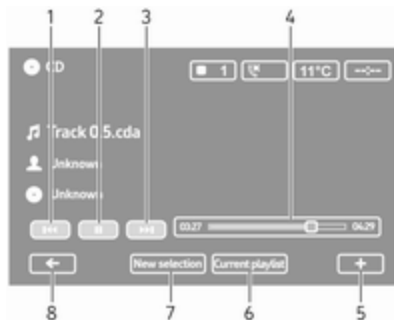 1 2 3 4
CD
1
11°C
--:--
Track 05.cda
Unknown
Unknown
03:27 04:29
New selection Current playlist +
8 7 6 5